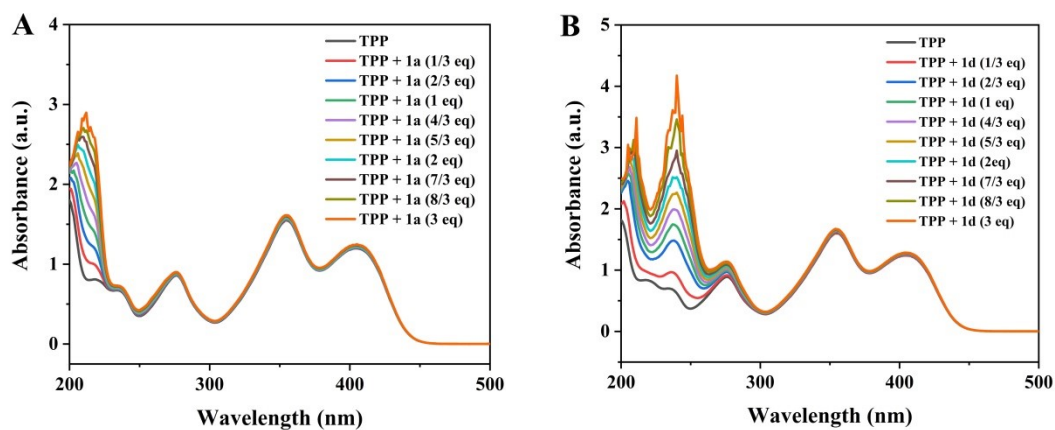 A
Absorbance (a.u.)
4
3
2
1
0
TPP
TPP + 1a (1/3 eq)
TPP + 1a (2/3 eq)
TPP + 1a (1 eq)
TPP + 1a (4/3 eq)
TPP + 1a (5/3 eq)
TPP + 1a (2 eq)
TPP + 1a (7/3 eq)
TPP + 1a (8/3 eq)
TPP + 1a (3 eq)
200 300 400 500
Wavelength (nm)
B
Absorbance (a.u.)
5
4
3
2
1
0
TPP
TPP + 1d (1/3 eq)
TPP + 1d (2/3 eq)
TPP + 1d (1 eq)
TPP + 1d (4/3 eq)
TPP + 1d (5/3 eq)
TPP + 1d (2eq)
TPP + 1d (7/3 eq)
TPP + 1d (8/3 eq)
TPP + 1d (3 eq)
200 300 400 500
Wavelength (nm)